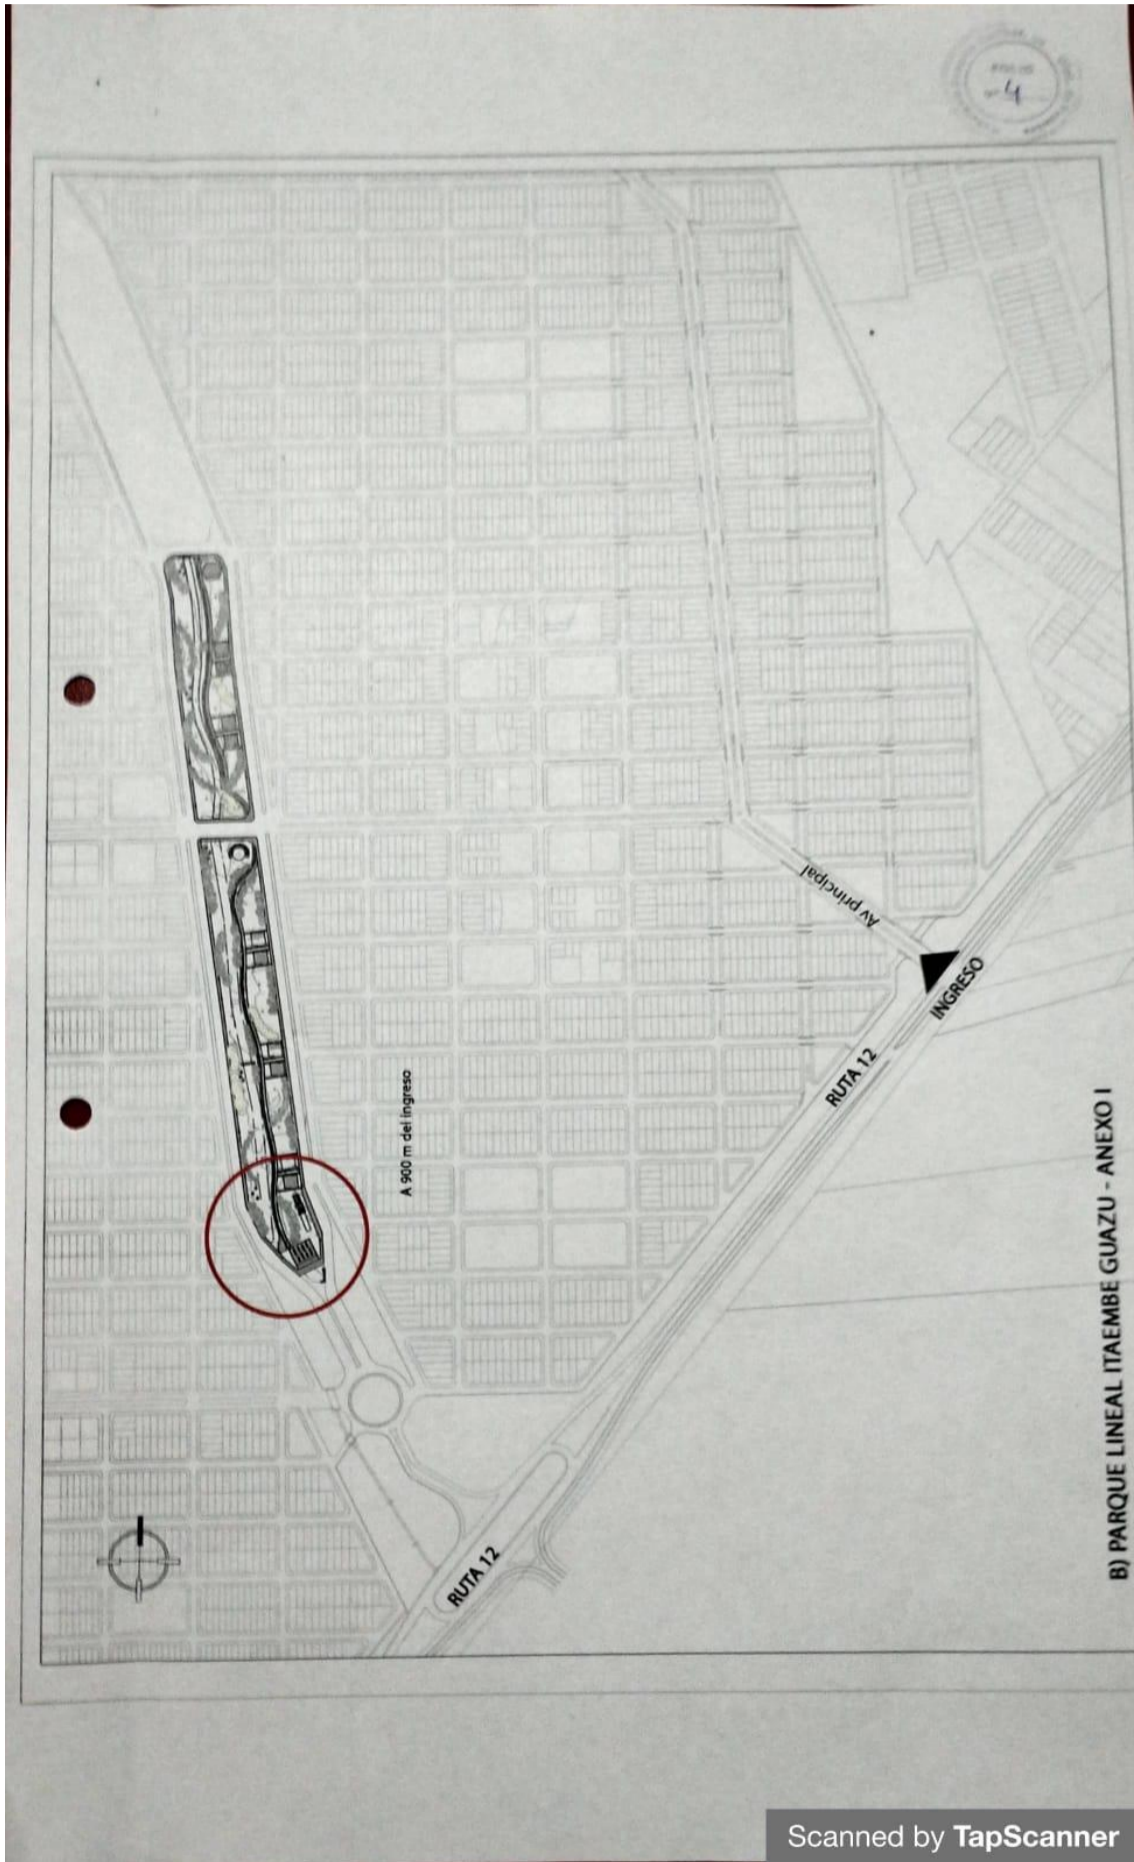 FOLIO
4
A 900 m del ingreso
Av principal
INGRESO
RUTA 12
RUTA 12
B) PARQUE LINEAL ITAEMBE GUAZU - ANEXO I
Scanned by TapScanner